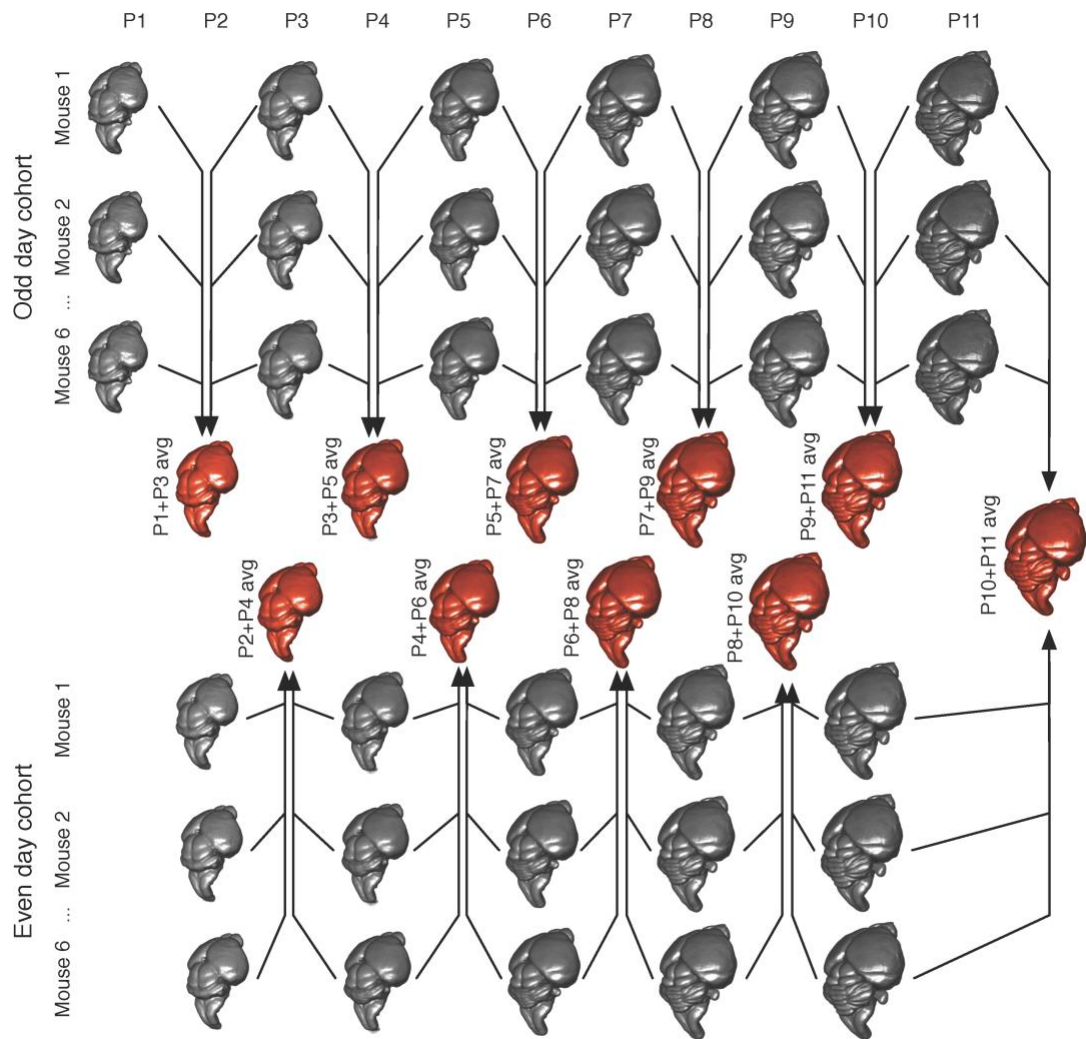 P1 P2 P3 P4 P5 P6 P7 P8 P9 P10 P11
Odd day cohort
Mouse 1
Mouse 2
...
Mouse 6
P1+P3 avg
P3+P5 avg
P5+P7 avg
P7+P9 avg
P9+P11 avg
P10+P11 avg
P2+P4 avg
P4+P6 avg
P6+P8 avg
P8+P10 avg
Even day cohort
Mouse 1
Mouse 2
...
Mouse 6